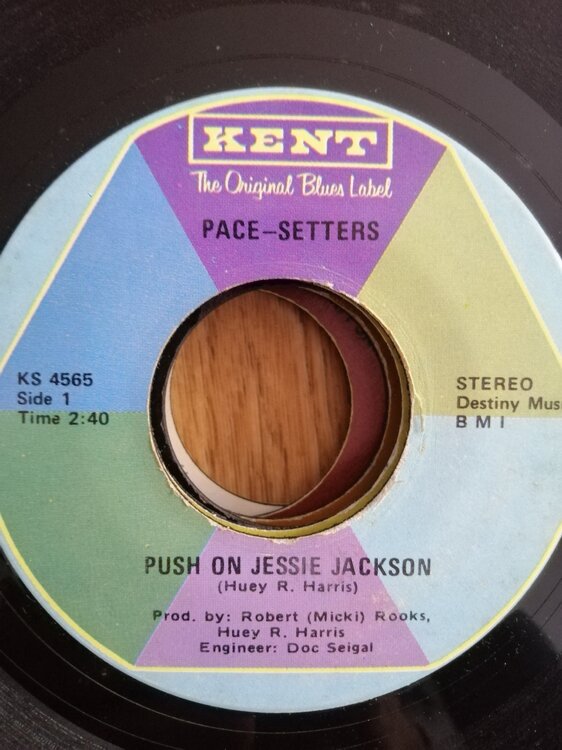 KENT
The Original Blues Label
PACE-SETTERS
KS 4565
Side 1
Time 2:40
STEREO
Destiny
BMI
PUSH ON JESSIE JACKSON
(Huey R. Harris)
Prod. by: Robert (Micki) Rooks,
Huey R. Harris
Engineer: Doc Seigal